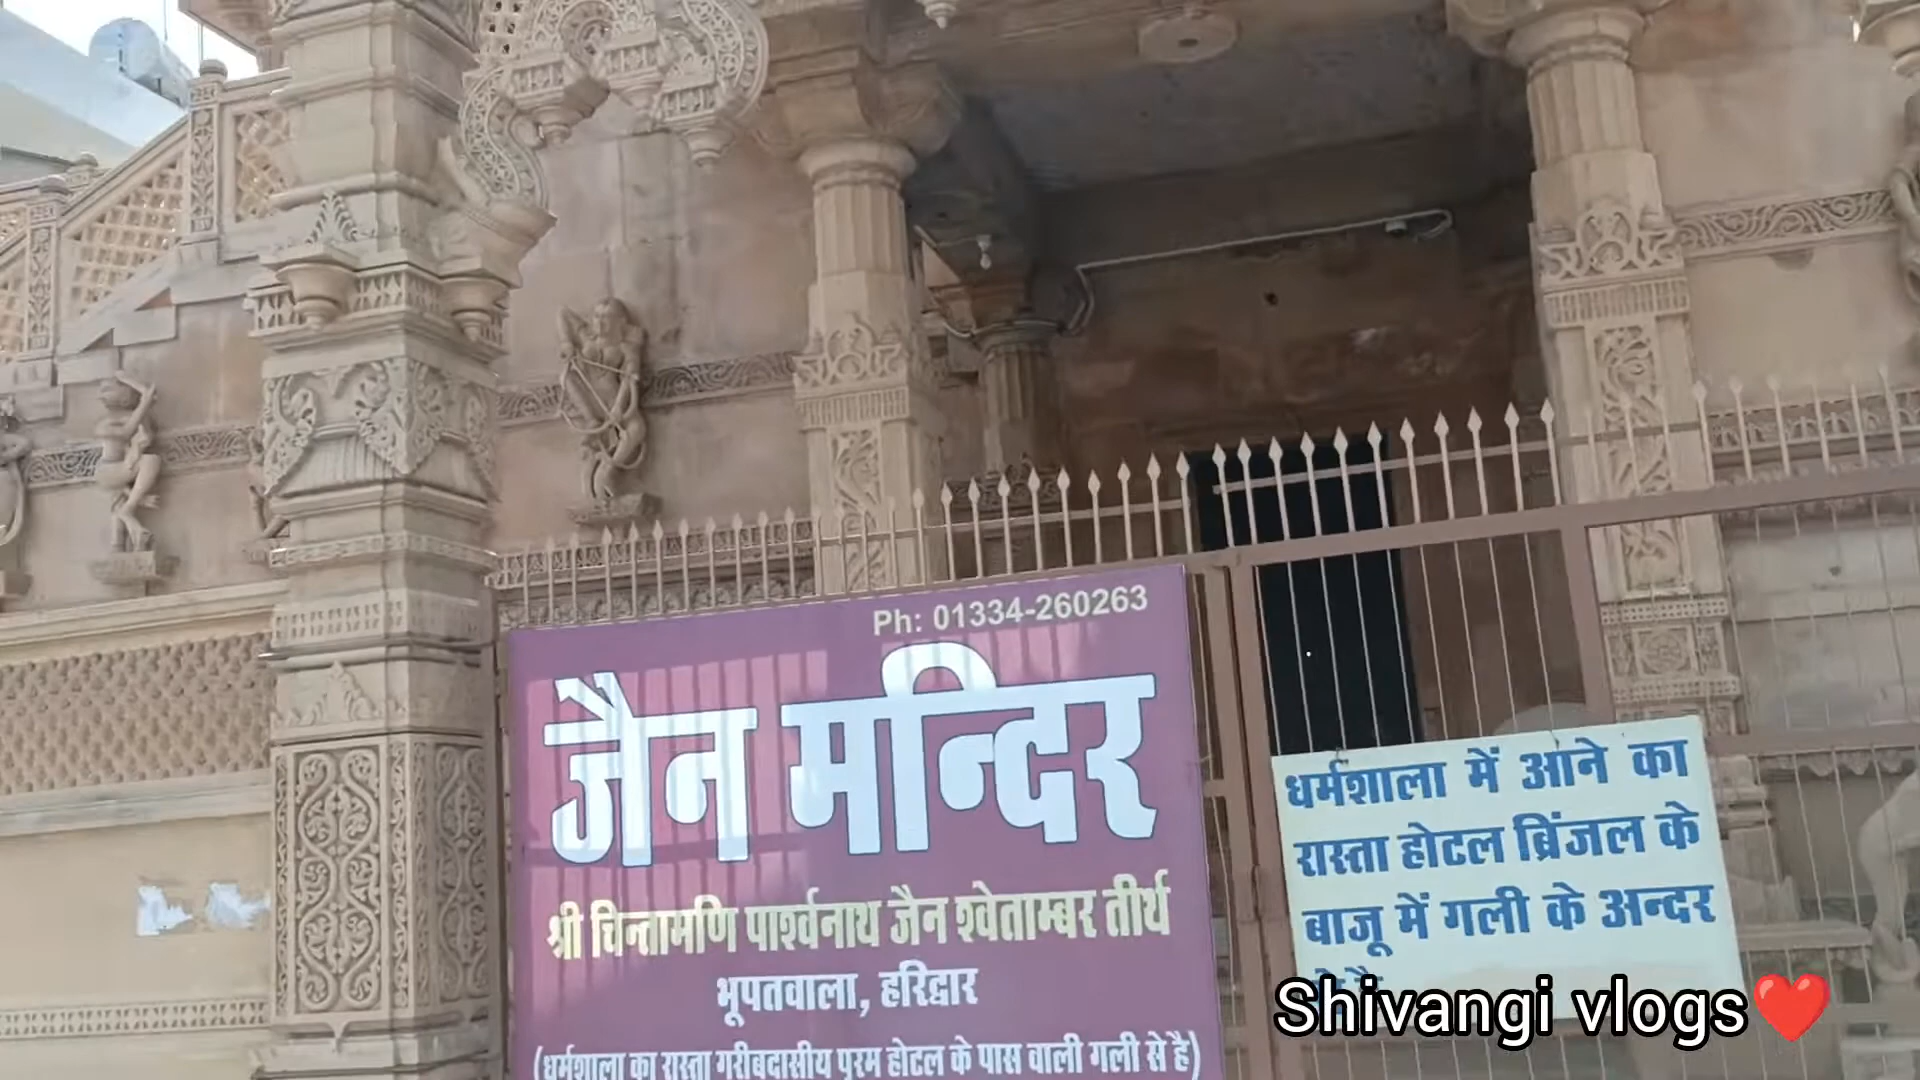 Ph: 01334-260263
जैन मन्दिर
श्री चिन्तामणि पार्श्वनाथ जैन श्वेताम्बर तीर्थ
भूपतवाला, हरिद्वार
(धर्मशाला का रास्ता गरीबदासीय परम होटल के पास वाली गली से है)
धर्मशाला में आने का
रास्ता होटल ब्रिंजल के
बाजू में गली के अन्दर
Shivangi vlogs❤️